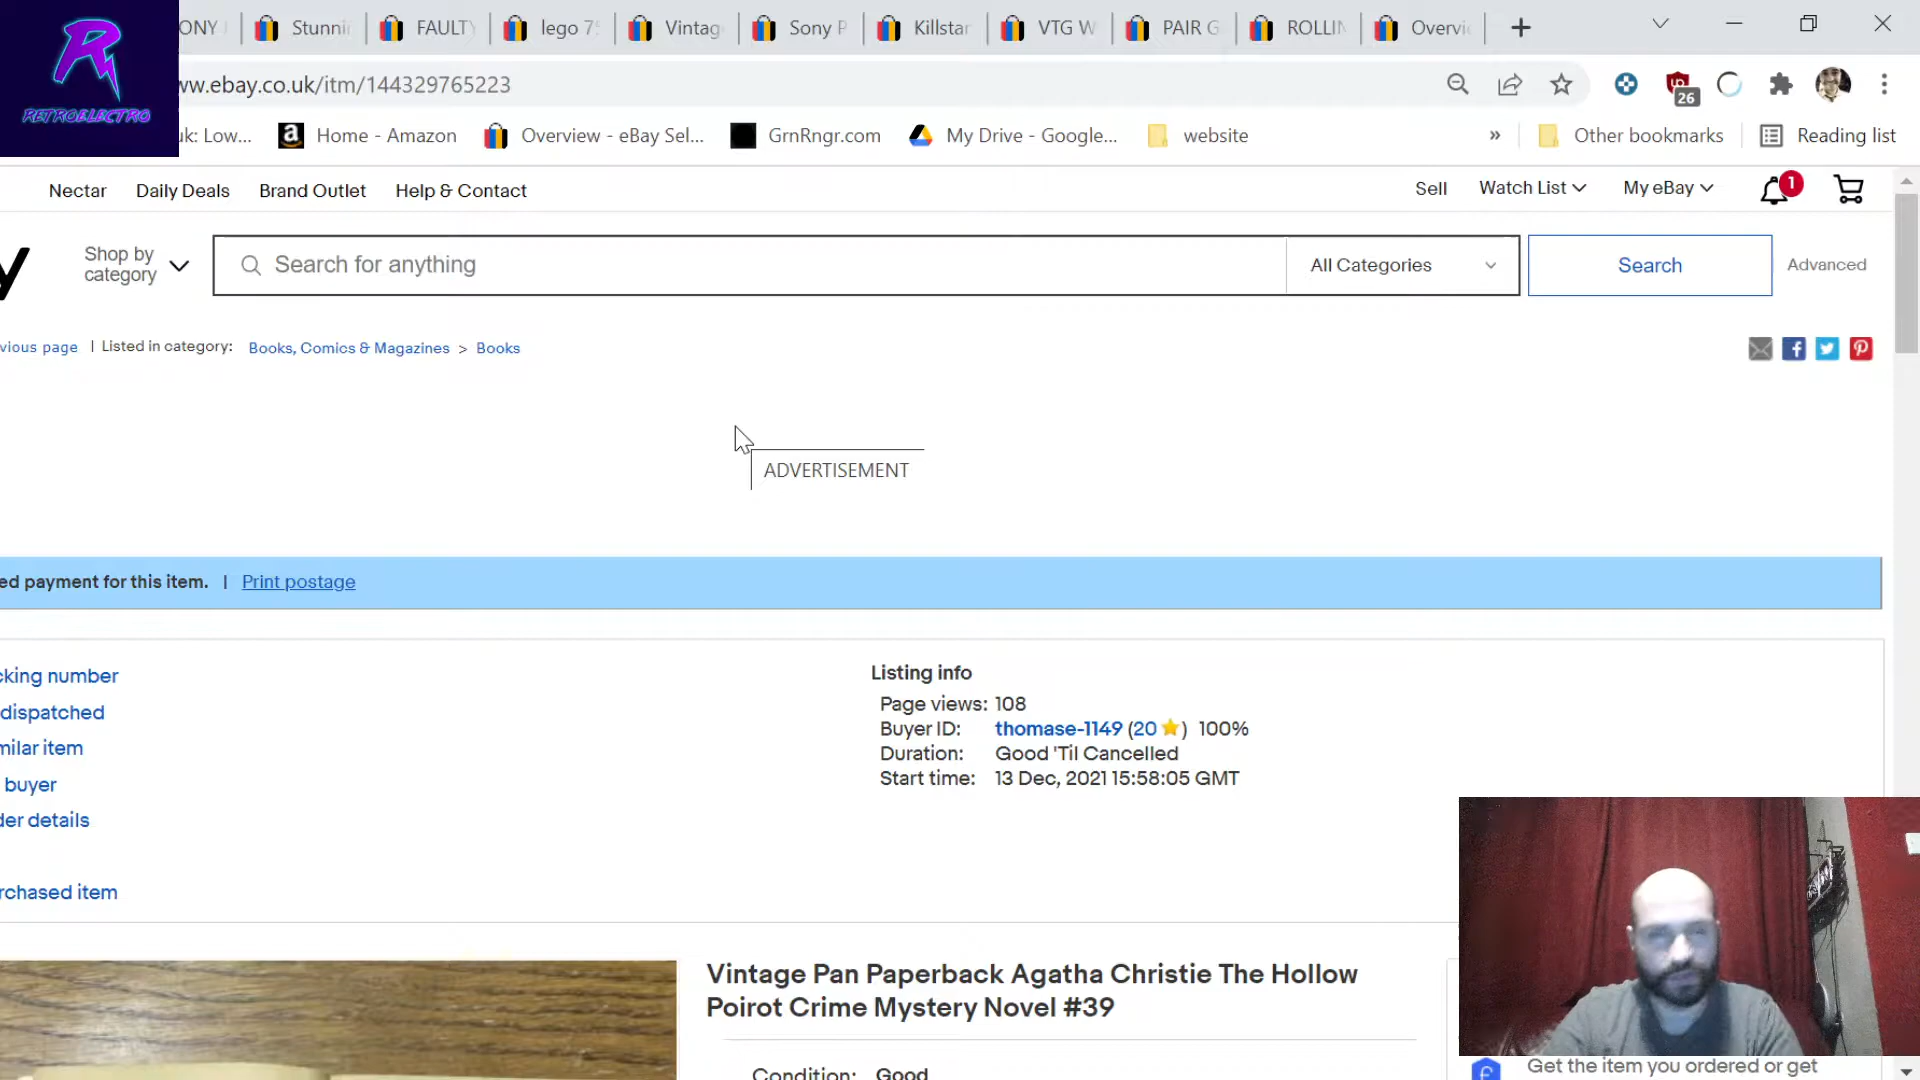 ONY
Stunni
FAULTY
lego 7
Vintag
Sony P
Killstar
VTG W
PAIR G
ROLLIN
Overvi
RETROELECTRO
ww.ebay.co.uk/itm/144329765223
26
uk: Low...
Home - Amazon
Overview - eBay Sel...
GrnRngr.com
My Drive - Google...
website
»
Other bookmarks
Reading list
Nectar
Daily Deals
Brand Outlet
Help & Contact
Sell
Watch List
My eBay
1
y
Shop by
category
Search for anything
All Categories
Search
Advanced
vious page | Listed in category: Books, Comics & Magazines > Books
ADVERTISEMENT
ed payment for this item. | Print postage
cking number
dispatched
milar item
buyer
der details
rchased item
Listing info
Page views: 108
Buyer ID: thomase-1149 (20 ) 100%
Duration: Good 'Til Cancelled
Start time: 13 Dec, 2021 15:58:05 GMT
Vintage Pan Paperback Agatha Christie The Hollow
Poirot Crime Mystery Novel #39
Condition: Good
Get the item you ordered or get